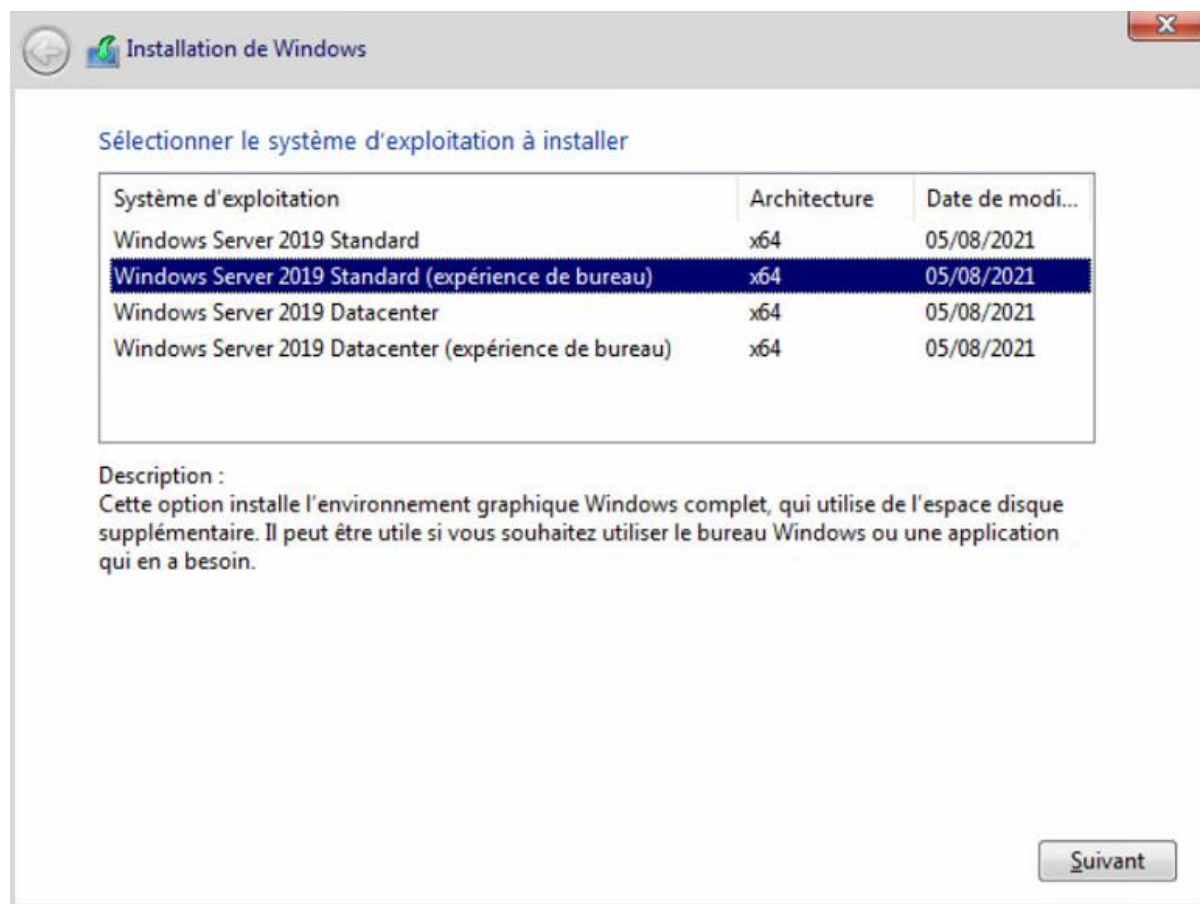 Installation de Windows
Sélectionner le système d'exploitation à installer
Système d'exploitation Architecture Date de modi...
Windows Server 2019 Standard x64 05/08/2021
Windows Server 2019 Standard (expérience de bureau) x64 05/08/2021
Windows Server 2019 Datacenter x64 05/08/2021
Windows Server 2019 Datacenter (expérience de bureau) x64 05/08/2021
Description :
Cette option installe l'environnement graphique Windows complet, qui utilise de l'espace disque
supplémentaire. Il peut être utile si vous souhaitez utiliser le bureau Windows ou une application
qui en a besoin.
Suivant